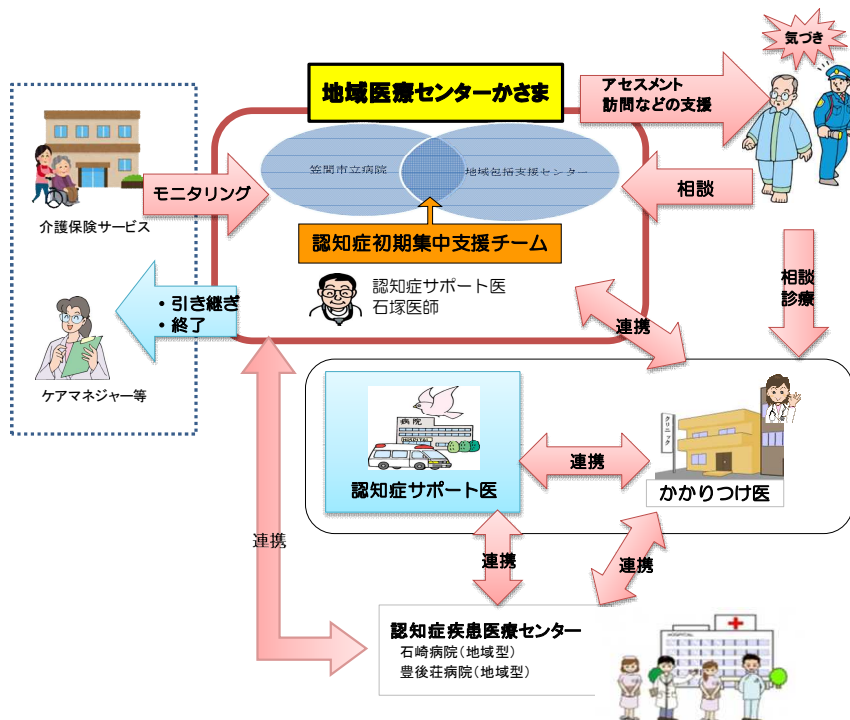 気づき
地域医療センターかさま
アセスメント
訪問などの支援
笠間市立病院
地域包括支援センター
モニタリング
相談
介護保険サービス
認知症初期集中支援チーム
認知症サポート医
石塚医師
・引き継ぎ
・終了
相談
診療
連携
ケアマネジャー等
病院
HOSPITAL
クリニック
連携
認知症サポート医
かかりつけ医
連携
連携
連携
認知症疾患医療センター
石崎病院（地域型）
豊後荘病院（地域型）
HOSPITAL